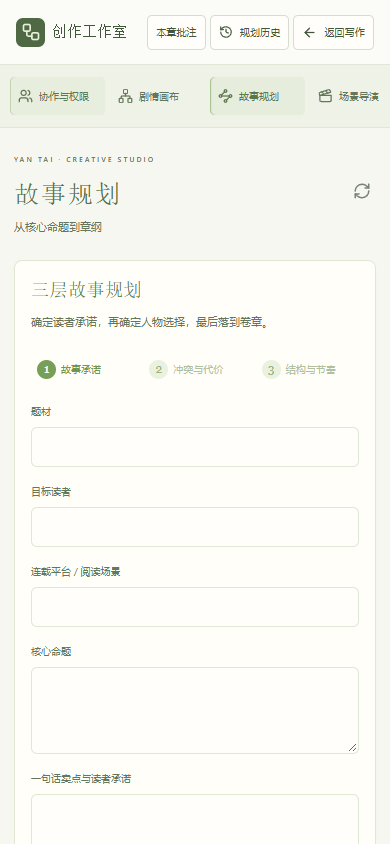 创作工作室
本章批注
规划历史
返回写作
协作与权限
剧情画布
故事规划
场景导演
YAN TAI · CREATIVE STUDIO
故事规划
从核心命题到章纲
三层故事规划
确定读者承诺，再确定人物选择，最后落到卷章。
1 故事承诺
2 冲突与代价
3 结构与节奏
题材
目标读者
连载平台 / 阅读场景
核心命题
一句话卖点与读者承诺